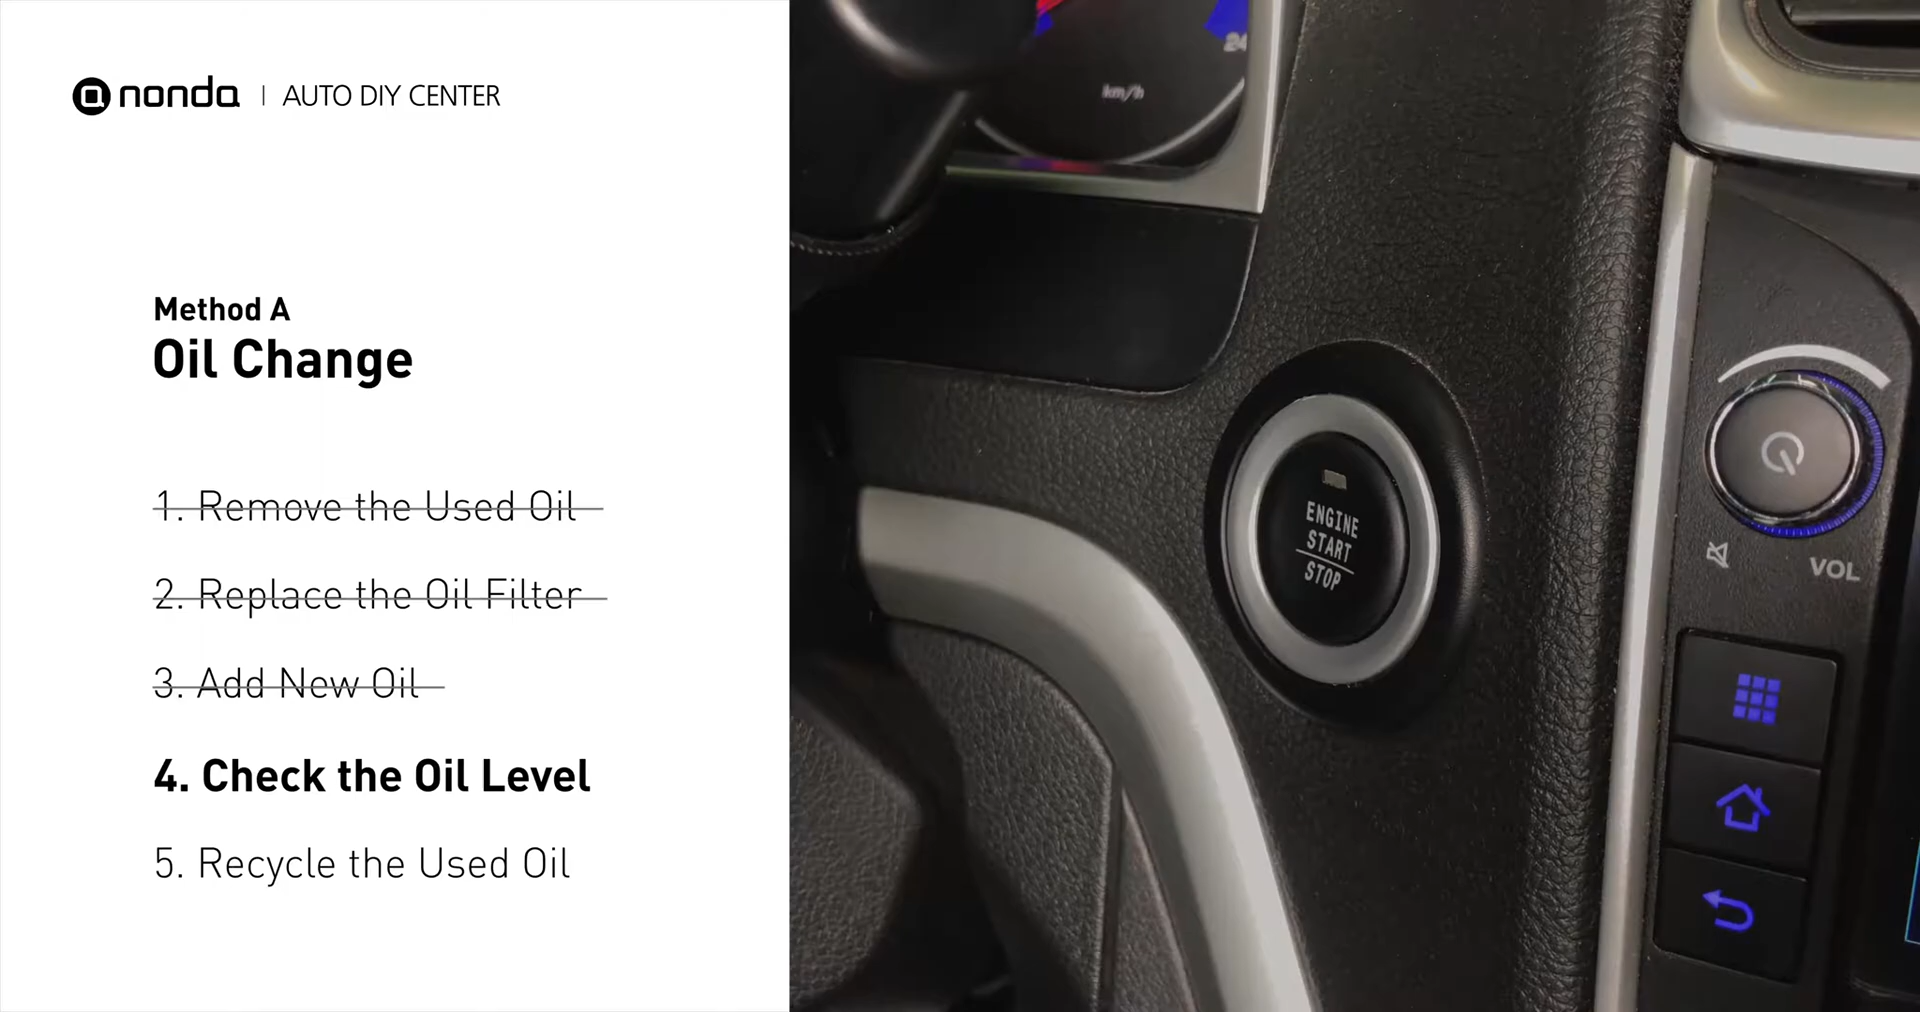 nonda | AUTO DIY CENTER
Method A
Oil Change
1. Remove the Used Oil
2. Replace the Oil Filter
3. Add New Oil
4. Check the Oil Level
5. Recycle the Used Oil
km/h
ENGINE
START
STOP
VOL